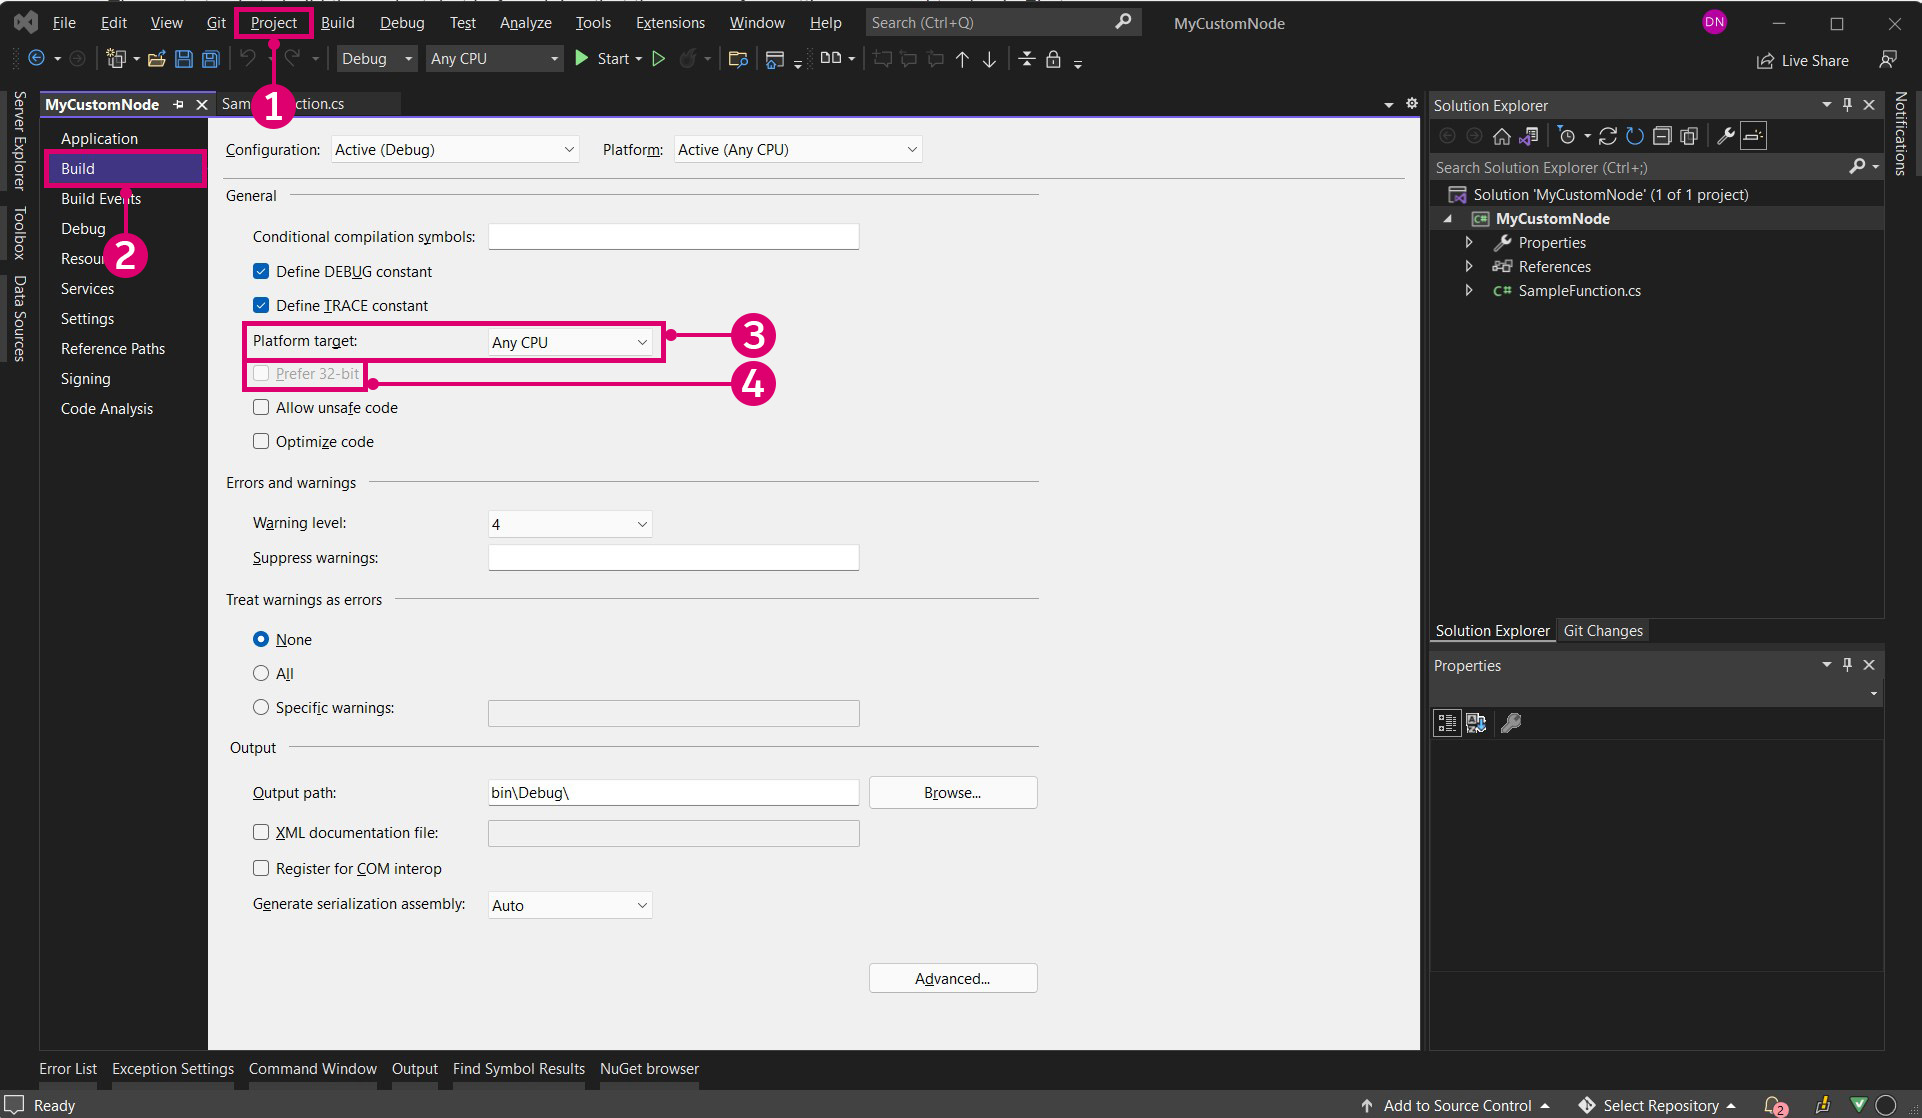 File Edit View Git Project Build Debug Test Analyze Tools Extensions Window Help Search (Ctrl+Q) MyCustomNode DN
Debug Any CPU Start Live Share
1
Server Explorer
Toolbox
Data Sources
MyCustomNode
Application
Build
Build Events
Debug
2
Services
Settings
Reference Paths
Signing
Code Analysis
Configuration: Active (Debug) Platform: Active (Any CPU)
General
Conditional compilation symbols:
Define DEBUG constant
Define TRACE constant
Platform target: Any CPU
3
Prefer 32-bit
4
Allow unsafe code
Optimize code
Errors and warnings
Warning level: 4
Suppress warnings:
Treat warnings as errors
None
All
Specific warnings:
Output
Output path: bin\Debug\ Browse...
XML documentation file:
Register for COM interop
Generate serialization assembly: Auto
Advanced...
Solution Explorer
Search Solution Explorer (Ctrl+;)
Solution 'MyCustomNode' (1 of 1 project)
C# MyCustomNode
Properties
References
C# SampleFunction.cs
Solution Explorer Git Changes
Properties
Notifications
Error List Exception Settings Command Window Output Find Symbol Results NuGet browser
Ready Add to Source Control Select Repository 2